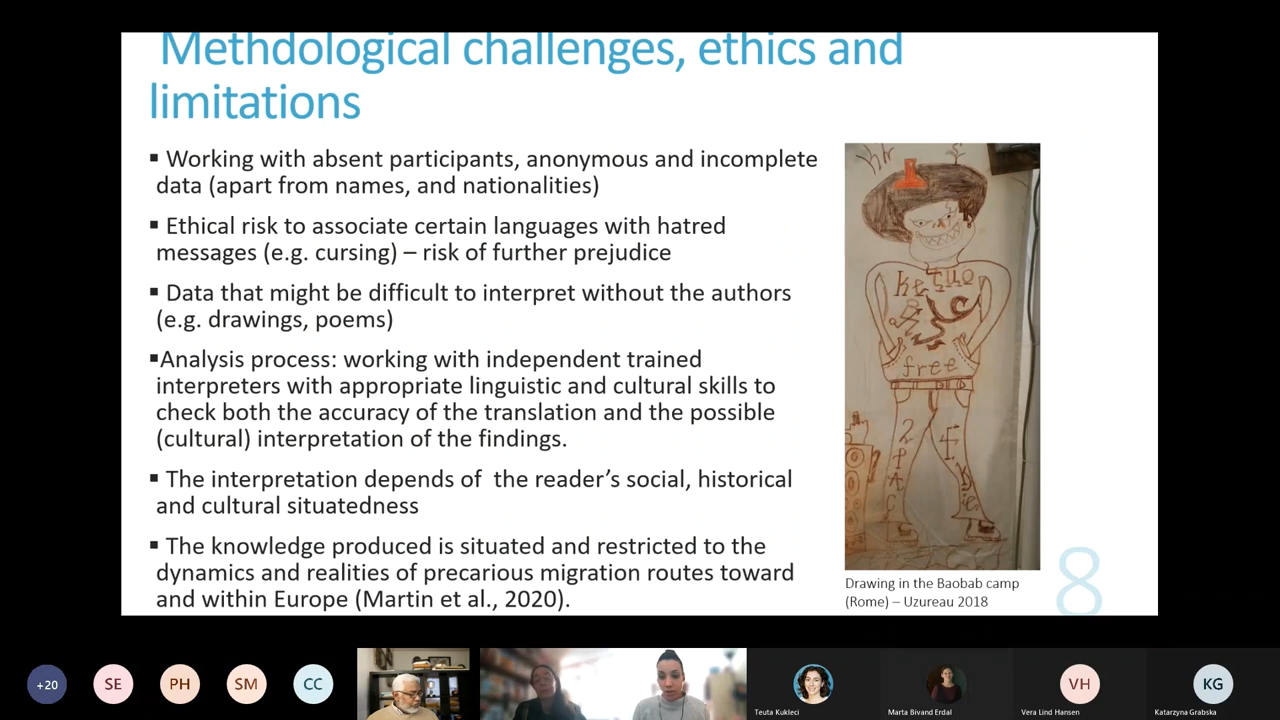 Methdological challenges, ethics and
limitations
▪ Working with absent participants, anonymous and incomplete
data (apart from names, and nationalities)
▪ Ethical risk to associate certain languages with hatred
messages (e.g. cursing) – risk of further prejudice
▪ Data that might be difficult to interpret without the authors
(e.g. drawings, poems)
▪Analysis process: working with independent trained
interpreters with appropriate linguistic and cultural skills to
check both the accuracy of the translation and the possible
(cultural) interpretation of the findings.
▪ The interpretation depends of  the reader’s social, historical
and cultural situatedness
▪ The knowledge produced is situated and restricted to the
dynamics and realities of precarious migration routes toward
and within Europe (Martin et al., 2020).
free
2PAC
Drawing in the Baobab camp
(Rome) – Uzureau 2018
8
+20
SE
PH
SM
CC
VH
KG
Teuta Kukleci
Marta Bivand Erdal
Vera Lind Hansen
Katarzyna Grabska